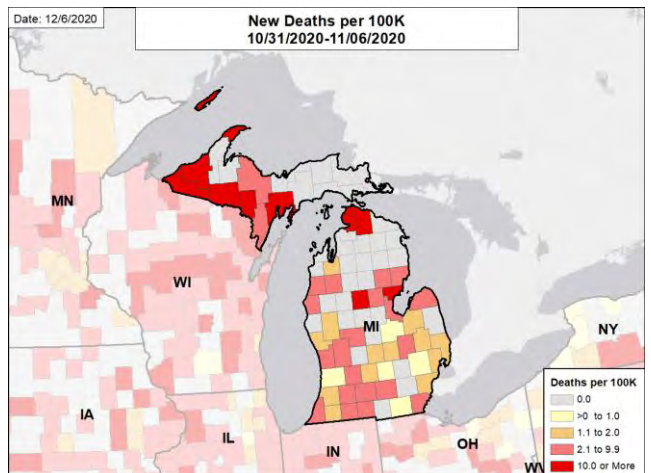 Date: 12/6/2020
New Deaths per 100K
10/31/2020-11/06/2020
MN
WI
MI
NY
IA
IL
IN
OH
WV
Deaths per 100K
0.0
>0 to 1.0
1.1 to 2.0
2.1 to 9.9
10.0 or More